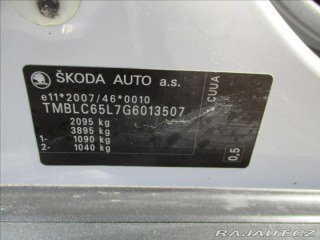 ŠKODA AUTO a.s.
e11*2007/46*0010
TMBLC65L7G6013507
2095 kg
3895 kg
1- 1090 kg
2- 1040 kg
X CUUA
0,5
RAJAUT.CZ